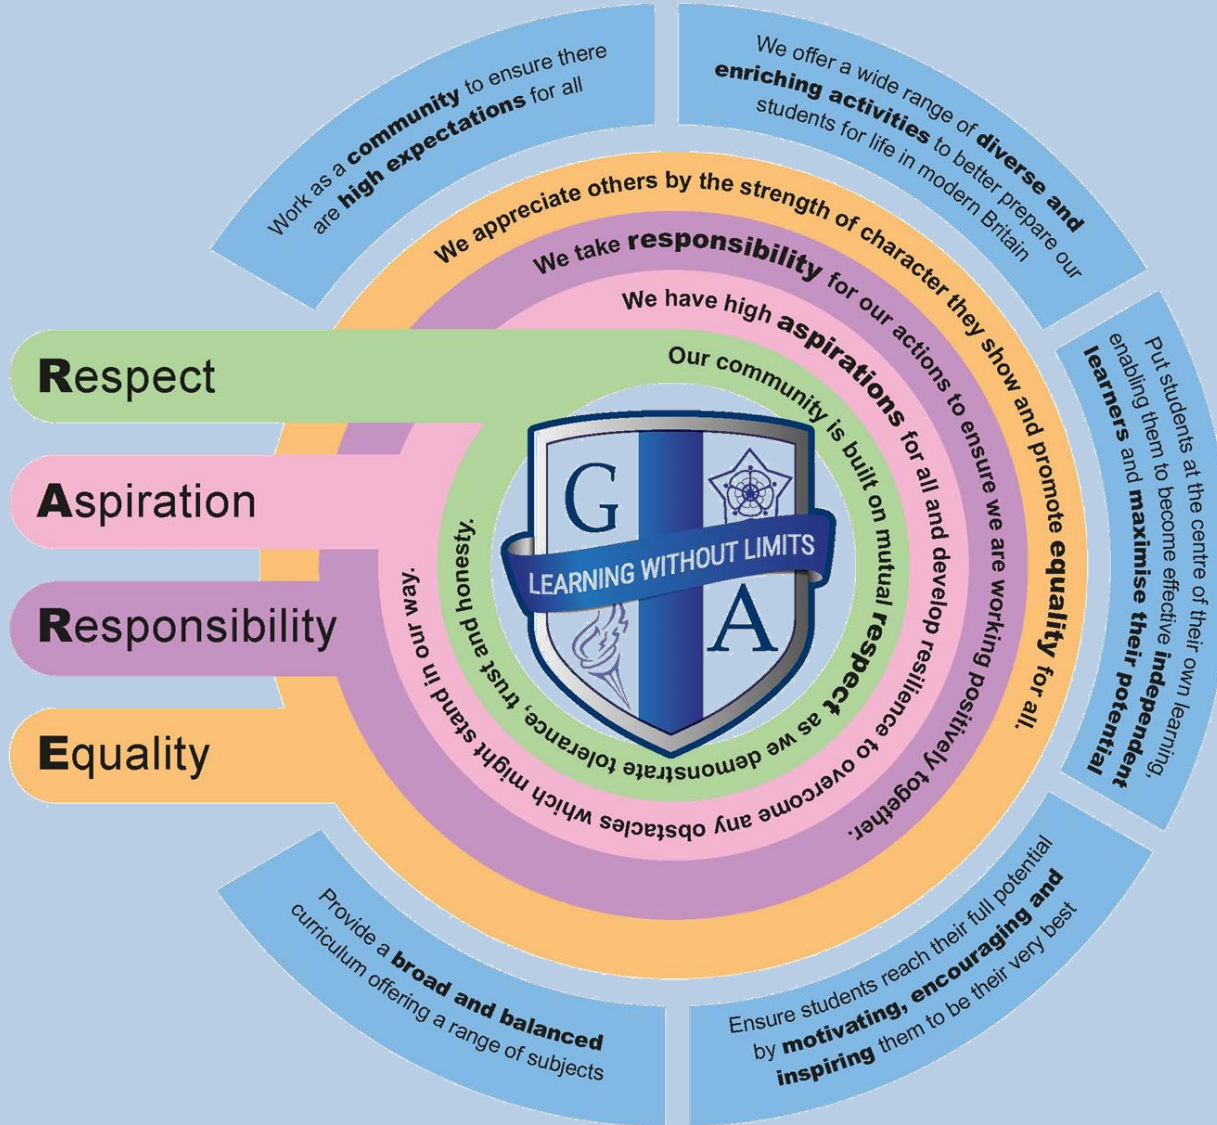 Work as a community to ensure there
are high expectations for all
We offer a wide range of diverse and
enriching activities to better prepare our
students for life in modern Britain
Put students at the centre of their own learning,
enabling them to become effective independent
learners and maximise their potential
Ensure students reach their full potential
by motivating, encouraging and
inspiring them to be their very best
Provide a broad and balanced
curriculum offering a range of subjects
We appreciate others by the strength of character they show and promote equality for all.
We take responsibility for our actions to ensure we are working positively together.
We have high aspirations for all and develop resilience to overcome any obstacles which might stand in our way.
Our community is built on mutual respect as we demonstrate tolerance, trust and honesty.
Respect
Aspiration
Responsibility
Equality
G
LEARNING WITHOUT LIMITS
A